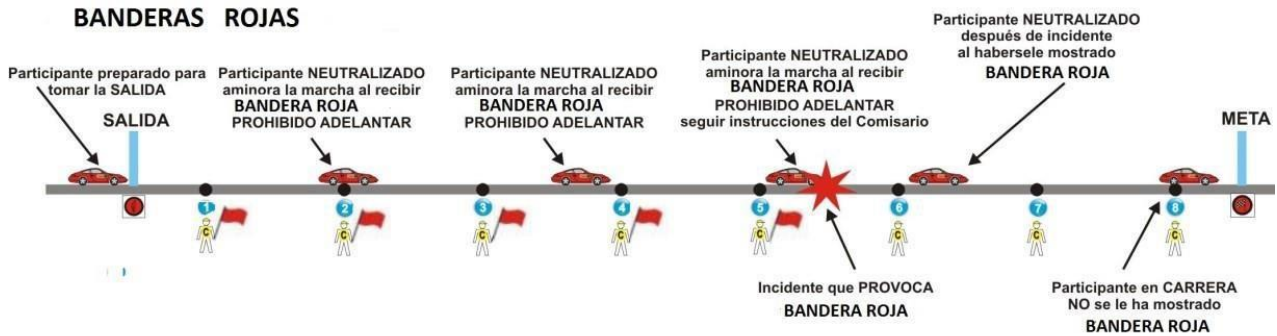 BANDERAS ROJAS
Participante preparado para
tomar la SALIDA
SALIDA
Participante NEUTRALIZADO
aminora la marcha al recibir
BANDERA ROJA
PROHIBIDO ADELANTAR
Participante NEUTRALIZADO
aminora la marcha al recibir
BANDERA ROJA
PROHIBIDO ADELANTAR
Participante NEUTRALIZADO
aminora la marcha al recibir
BANDERA ROJA
PROHIBIDO ADELANTAR
seguir instrucciones del Comisario
Participante NEUTRALIZADO
después de incidente
al habersele mostrado
BANDERA ROJA
META
1
2
3
4
5
6
7
8
C
C
C
C
C
C
C
C
Incidente que PROVOCA
BANDERA ROJA
Participante en CARRERA
NO se le ha mostrado
BANDERA ROJA